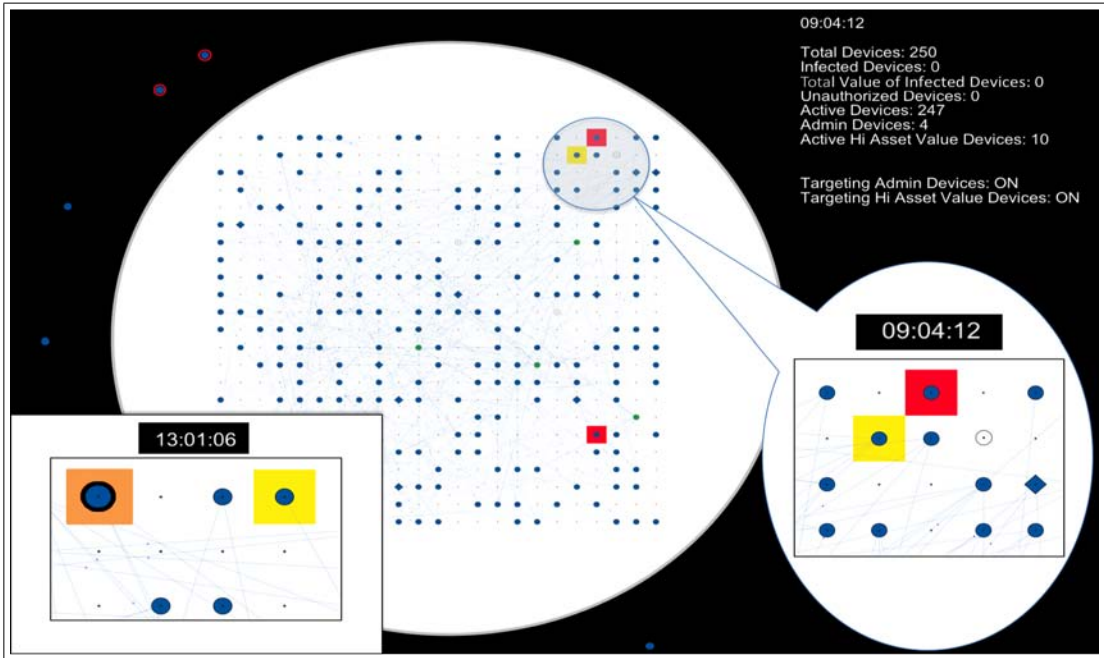 09:04:12
Total Devices: 250
Infected Devices: 0
Total Value of Infected Devices: 0
Unauthorized Devices: 0
Active Devices: 247
Admin Devices: 4
Active Hi Asset Value Devices: 10
Targeting Admin Devices: ON
Targeting Hi Asset Value Devices: ON
09:04:12
13:01:06